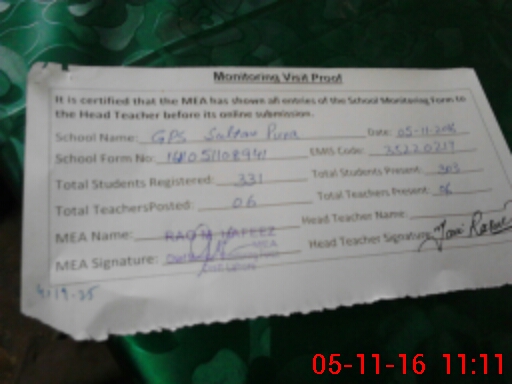 Monitoring Visit Proof
It is certified that the MEA has shown all entries of the School Monitoring Form to
the Head Teacher before its online submission.
School Name: GPS Sultan Pura Date: 05-11-2016
School Form No: EMIS Code: 35220217
Total Students Registered: 331 Total Students Present: 303
Total TeachersPosted: 06 Total Teachers Present: 06
MEA Name: HAFEEZ Head Teacher Name:
MEA Signature: MEA Head Teacher Signature:
05-11-16 11:11